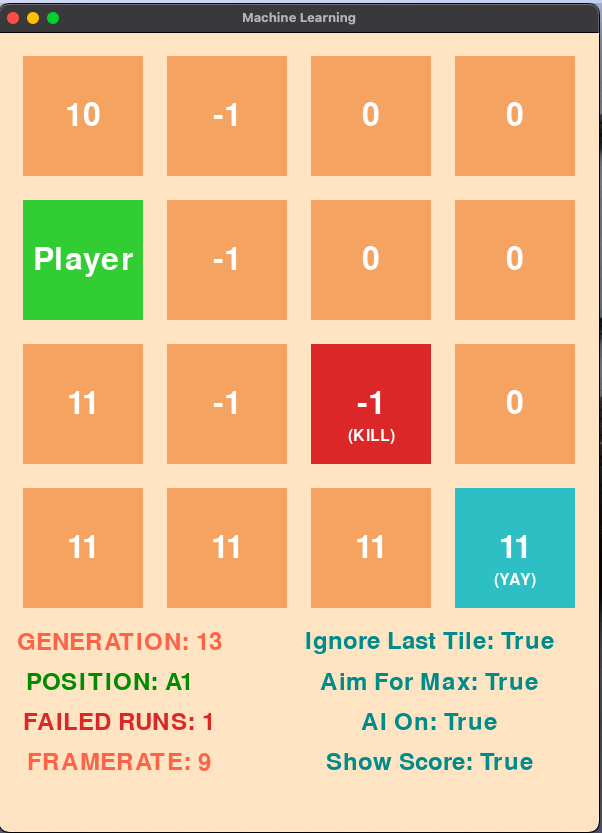 Machine Learning
10 -1 0 0
Player -1 0 0
11 -1 -1 0
(KILL)
11 11 11 11
(YAY)
GENERATION: 13 Ignore Last Tile: True
POSITION: A1 Aim For Max: True
FAILED RUNS: 1 AI On: True
FRAMERATE: 9 Show Score: True